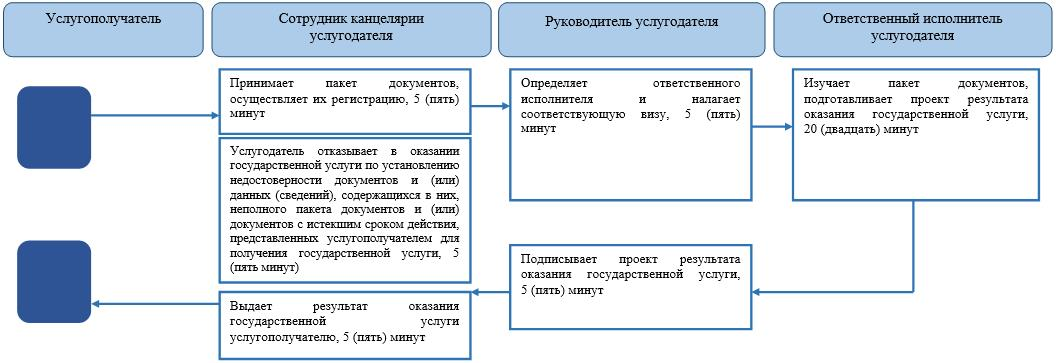 Услугополучатель
Сотрудник канцелярии
услугодателя
Руководитель услугодателя
Ответственный исполнитель
услугодателя
Принимает пакет документов,
осуществляет их регистрацию, 5 (пять)
минут
Определяет ответственного
исполнителя и налагает
соответствующую визу, 5 (пять)
минут
Изучает пакет документов,
подготавливает проект результата
оказания государственной услуги,
20 (двадцать) минут
Услугодатель отказывает в оказании
государственной услуги по установлению
недостоверности документов и (или)
данных (сведений), содержащихся в них,
неполного пакета документов и (или)
документов с истекшим сроком действия,
представленных услугополучателем для
получения государственной услуги, 5
(пять минут)
Подписывает проект результата
оказания государственной услуги,
5 (пять) минут
Выдает результат оказания
государственной услуги
услугополучателю, 5 (пять) минут